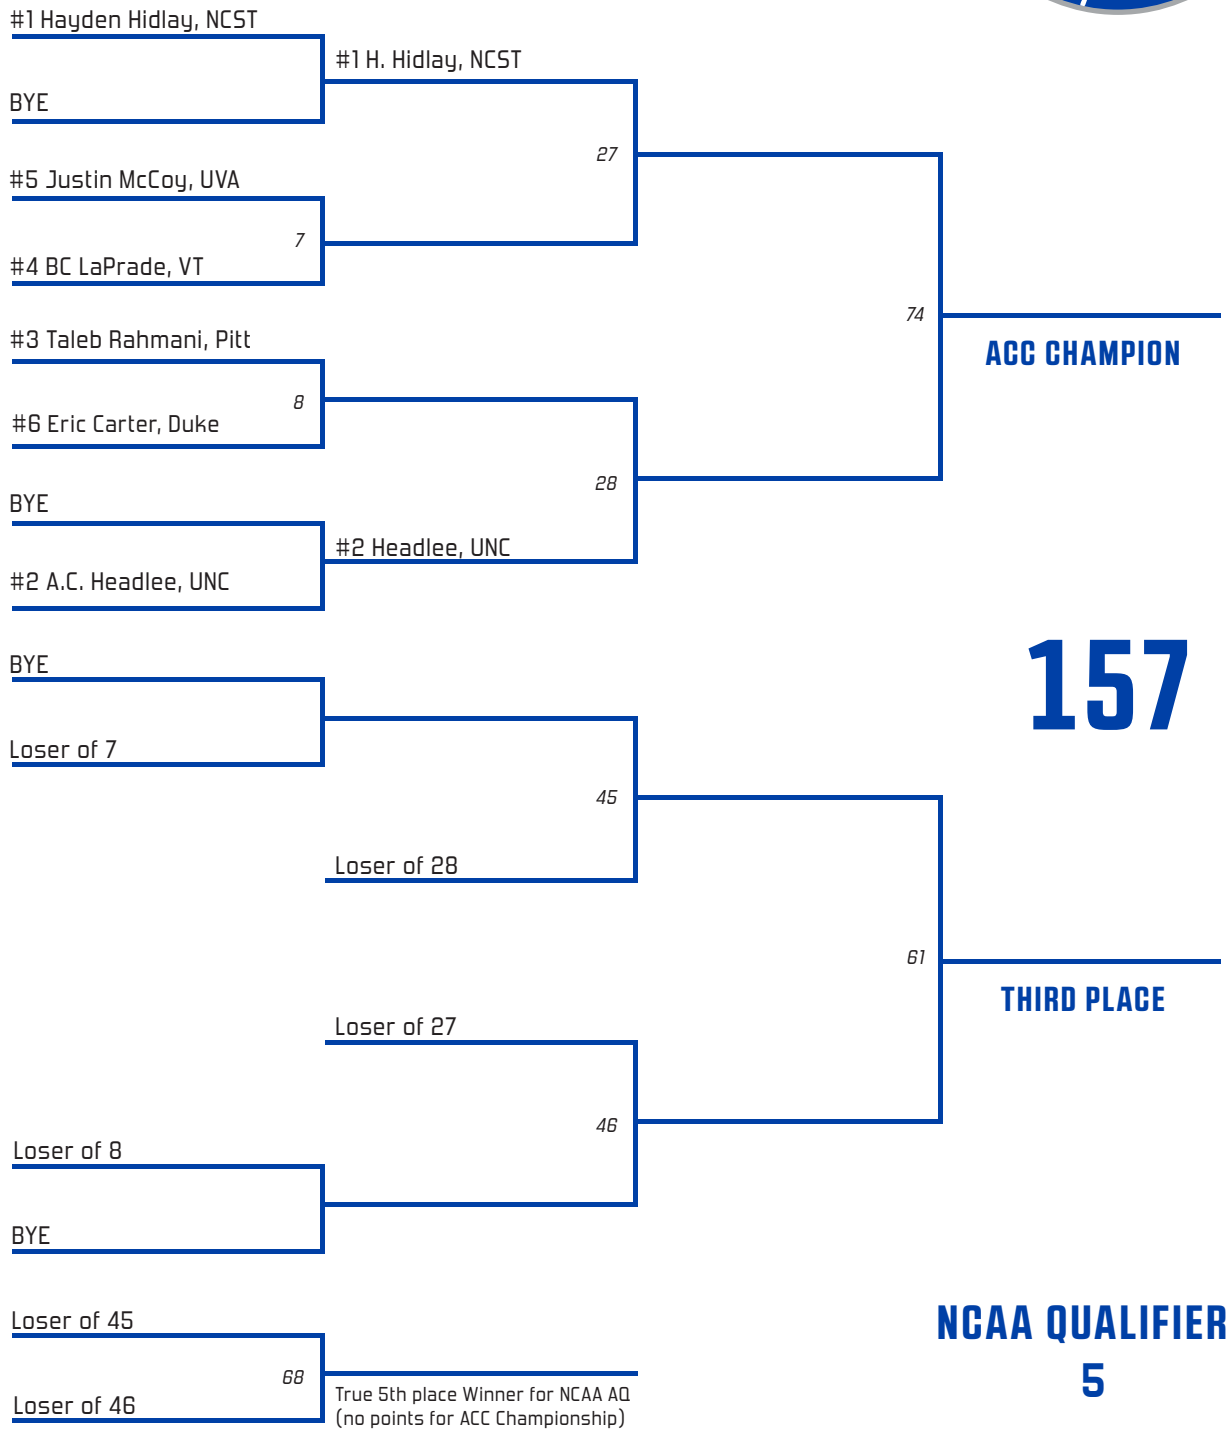 #1 Hayden Hidlay, NCST
#1 H. Hidlay, NCST
BYE
27
#5 Justin McCoy, UVA
7
#4 BC LaPrade, VT
74
#3 Taleb Rahmani, Pitt
ACC CHAMPION
8
#6 Eric Carter, Duke
28
BYE
#2 Headlee, UNC
#2 A.C. Headlee, UNC
BYE
157
Loser of 7
45
Loser of 28
61
THIRD PLACE
Loser of 27
46
Loser of 8
BYE
Loser of 45
NCAA QUALIFIER
5
68
Loser of 46
True 5th place Winner for NCAA AQ
(no points for ACC Championship)